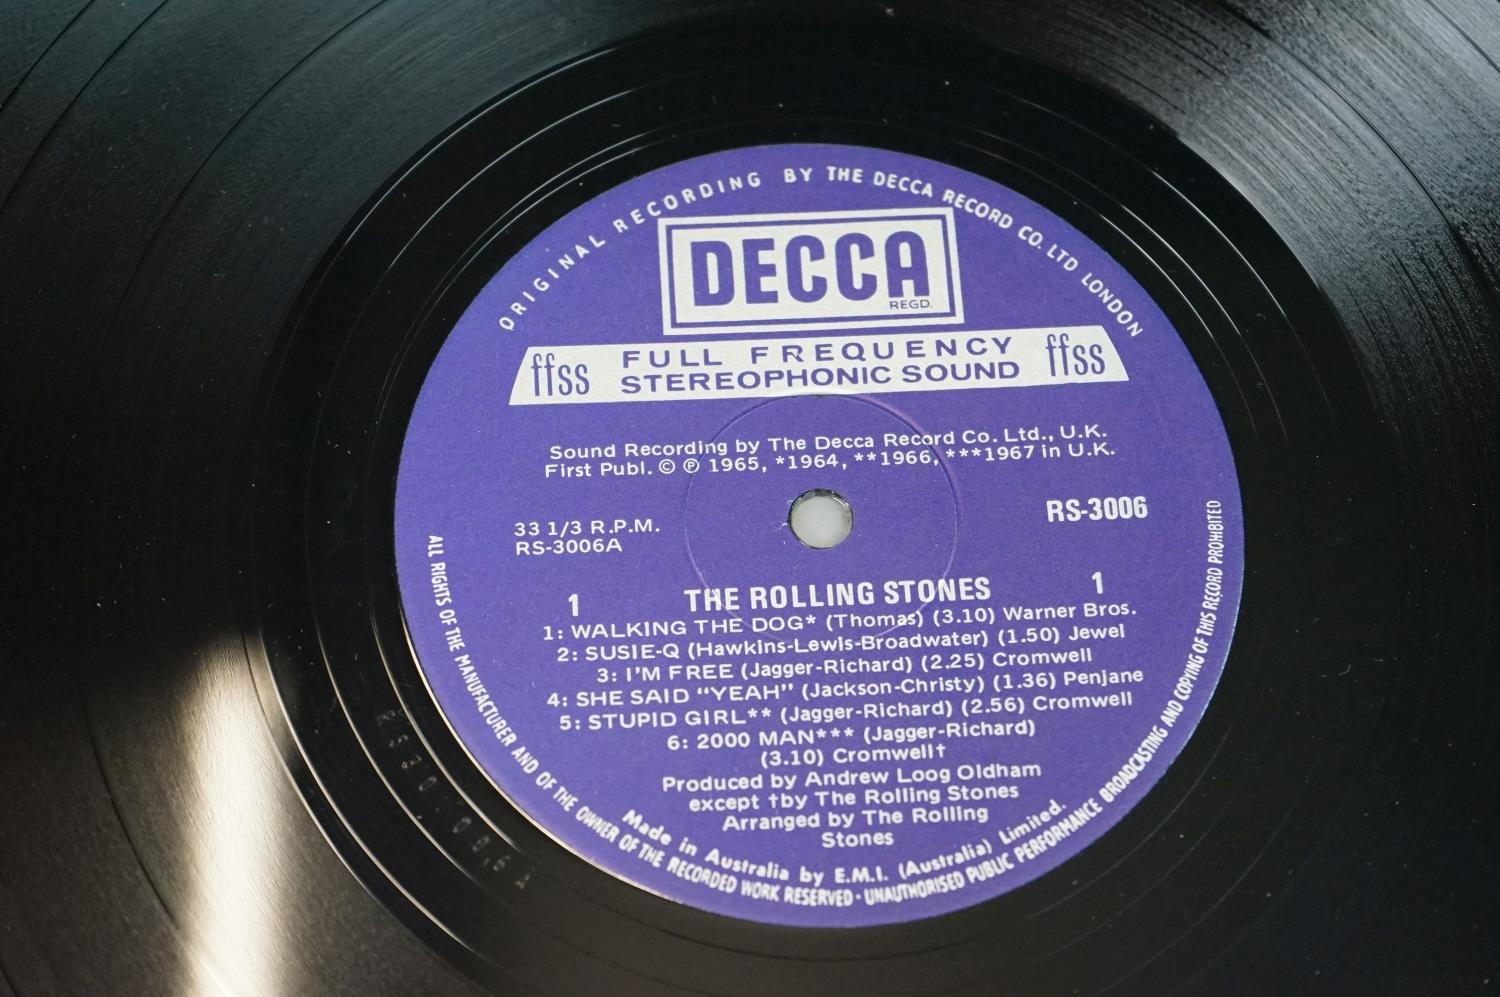 ORIGINAL RECORDING BY THE DECCA RECORD CO. LTD LONDON
DECCA
REGD.
ffss FULL FREQUENCY ffss
STEREOPHONIC SOUND
Sound Recording by The Decca Record Co. Ltd., U.K.
First Publ. © ℗ 1965, *1964, **1966, ***1967 in U.K.
33 1/3 R.P.M.
RS-3006A
RS-3006
1 THE ROLLING STONES 1
1: WALKING THE DOG* (Thomas) (3.10) Warner Bros.
2: SUSIE-Q (Hawkins-Lewis-Broadwater) (1.50) Jewel
3: I'M FREE (Jagger-Richard) (2.25) Cromwell
4: SHE SAID "YEAH" (Jackson-Christy) (1.36) Penjane
5: STUPID GIRL** (Jagger-Richard) (2.56) Cromwell
6: 2000 MAN*** (Jagger-Richard)
(3.10) Cromwell†
Produced by Andrew Loog Oldham
except †by The Rolling Stones
Arranged by The Rolling
Stones
Made in Australia by E.M.I. (Australia) Limited.
ALL RIGHTS OF THE MANUFACTURER AND OF THE OWNER OF THE RECORDED WORK RESERVED · UNAUTHORISED PUBLIC PERFORMANCE BROADCASTING AND COPYING OF THIS RECORD PROHIBITED